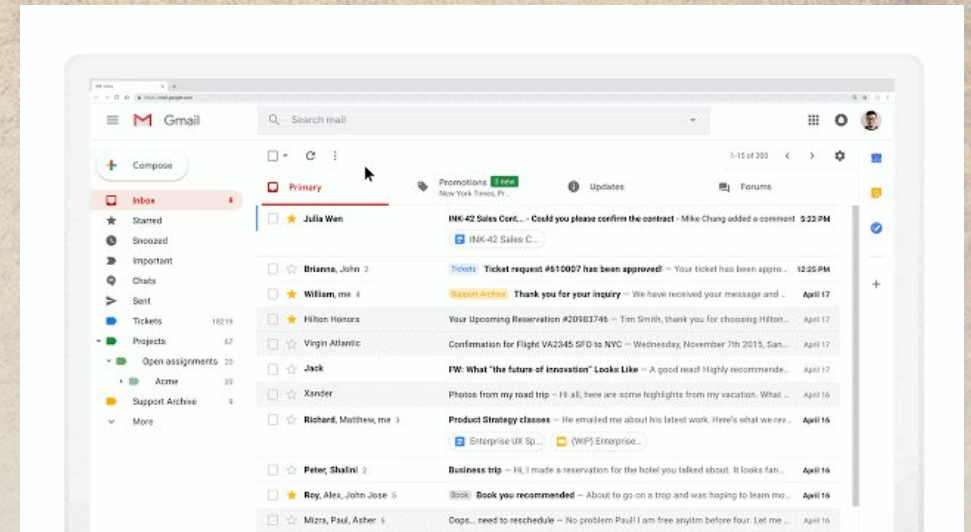 Inbox
https://mail.google.com
Gmail
Search mail
Compose
1-15 of 300
Primary
Promotions 3 new
New York Times, Pr...
Updates
Forums
Inbox
Starred
Snoozed
Important
Chats
Sent
Tickets 18215
Projects 67
Open assignments 20
Acme 20
Support Archive 5
More
Julia Wen INK-42 Sales Cont... - Could you please confirm the contract - Mike Chang added a comment 5:23 PM
INK-42 Sales C...
Brianna, John 2 Tickets Ticket request #610007 has been approved! — Your ticket has been appro... 12:25 PM
William, me 4 Support Archive Thank you for your inquiry — We have received your message and ... April 17
Hilton Honors Your Upcoming Reservation #20983746 — Tim Smith, thank you for choosing Hilton... April 17
Virgin Atlantic Confirmation for Flight VA2345 SFO to NYC — Wednesday, November 7th 2015, San... April 17
Jack FW: What "the future of innovation" Looks Like — A good read! Highly recommende... April 17
Xander Photos from my road trip — Hi all, here are some highlights from my vacation. What ... April 16
Richard, Matthew, me 3 Product Strategy classes — He emailed me about his latest work. Here's what we rev... April 16
Enterprise UX Sp... (WIP) Enterprise...
Peter, Shalini 2 Business trip — Hi, I made a reservation for the hotel you talked about. It looks fan... April 16
Roy, Alex, John Jose 5 Book Book you recommended — About to go on a trop and was hoping to learn mo... April 16
Mizra, Paul, Asher 5 Oops... need to reschedule — No problem Paul! I am free anyitm before four. Let me ... April 16